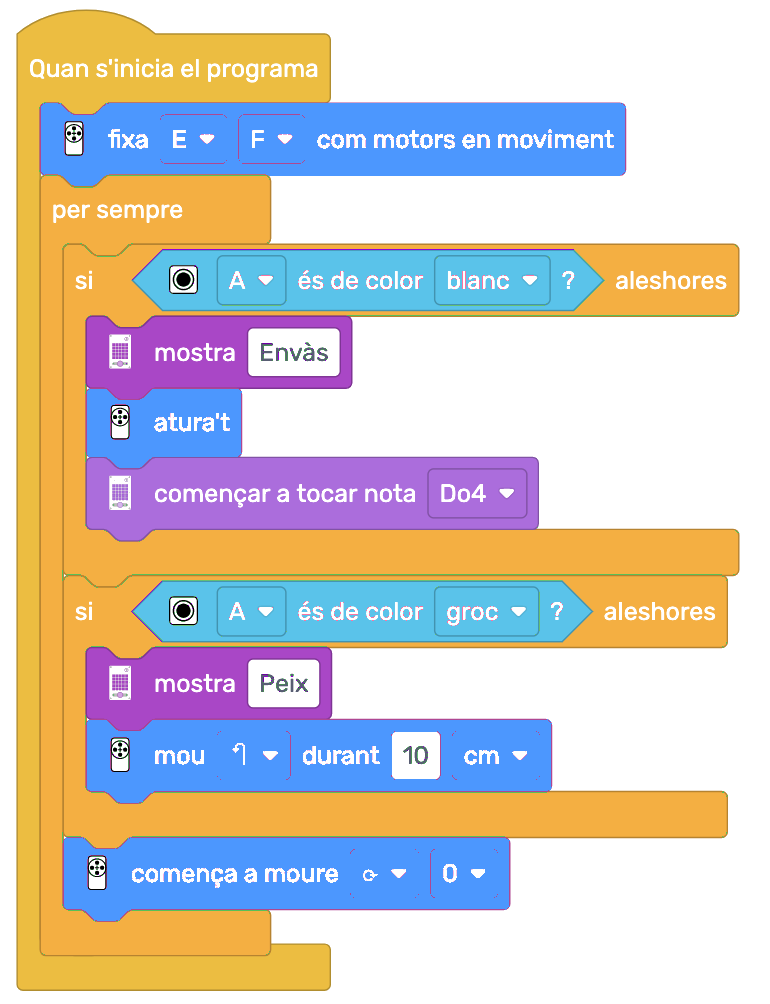 Quan s'inicia el programa
fixa E F com motors en moviment
per sempre
si A és de color blanc ? aleshores
mostra Envàs
atura't
començar a tocar nota Do4
si A és de color groc ? aleshores
mostra Peix
mou durant 10 cm
comença a moure 0